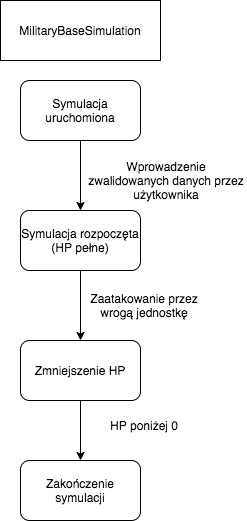 MilitaryBaseSimulation
Symulacja
uruchomiona
Wprowadzenie
zwalidowanych danych przez
użytkownika
Symulacja rozpoczęta
(HP pełne)
Zaatakowanie przez
wrogą jednostkę
Zmniejszenie HP
HP poniżej 0
Zakończenie
symulacji